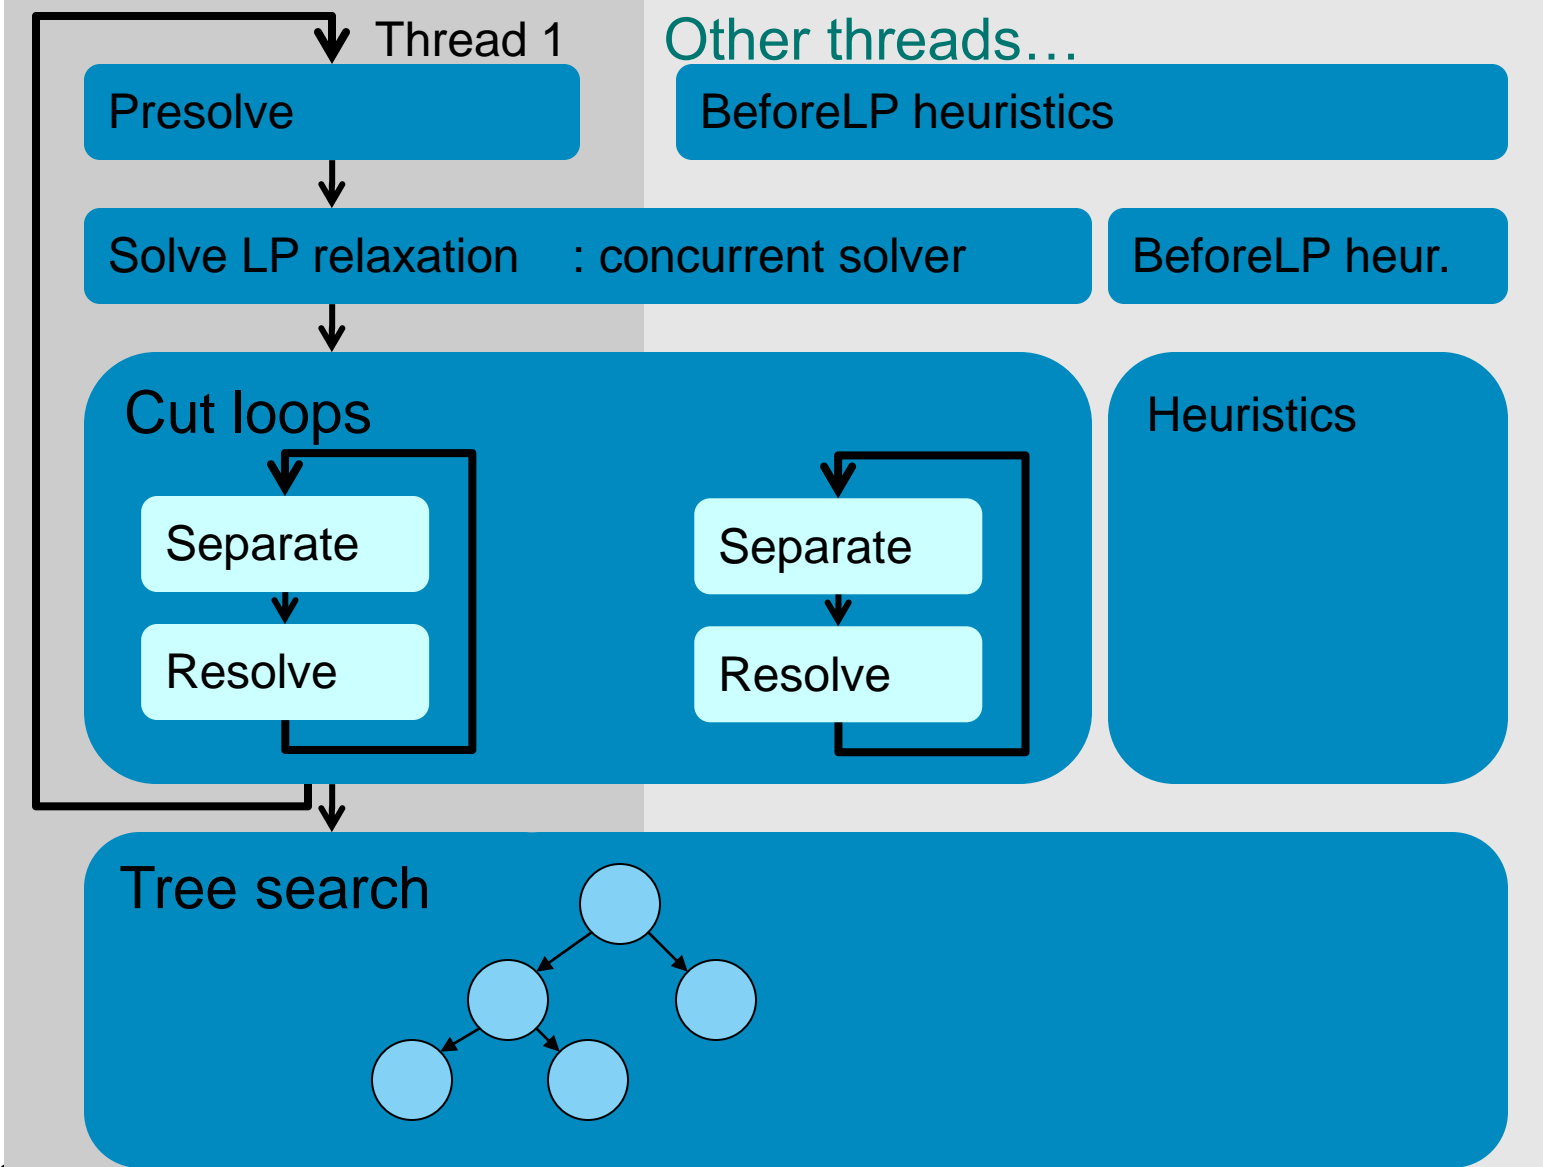 Thread 1
Other threads…
Presolve
BeforeLP heuristics
Solve LP relaxation : concurrent solver
BeforeLP heur.
Cut loops
Heuristics
Separate
Resolve
Separate
Resolve
Tree search